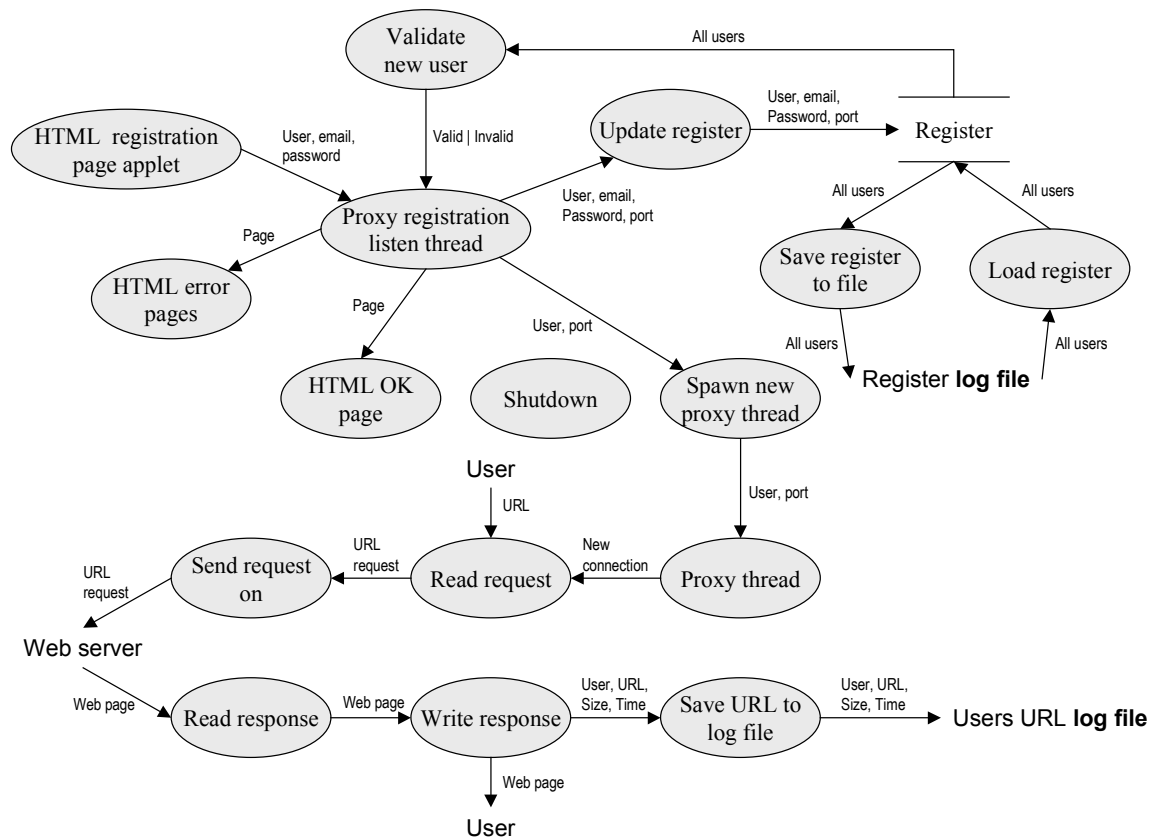 Validate
new user
All users
HTML registration
page applet
User, email,
password
Valid | Invalid
Update register
User, email,
Password, port
Register
User, email,
Password, port
Proxy registration
listen thread
All users
All users
Page
HTML error
pages
Save register
to file
Load register
Page
User, port
All users
All users
HTML OK
page
Shutdown
Spawn new
proxy thread
Register log file
User
URL
User, port
Send request
on
URL
request
Read request
New
connection
Proxy thread
URL
request
Web server
Web page
Read response
Web page
Write response
User, URL,
Size, Time
Save URL to
log file
User, URL,
Size, Time
Users URL log file
Web page
User